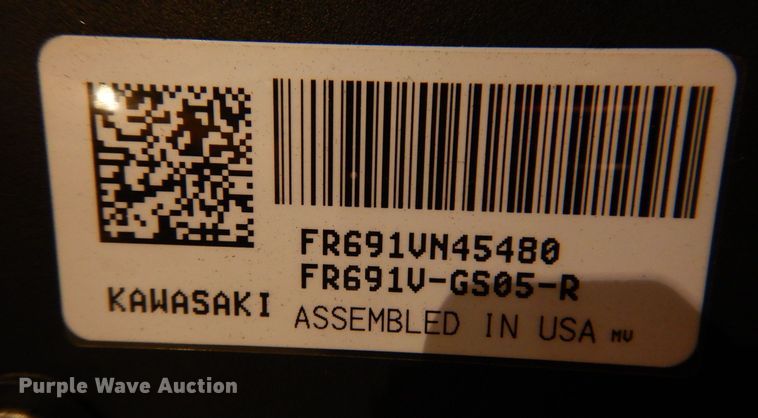 FR691VN45480
FR691V-GS05-R
KAWASAKI
ASSEMBLED IN USA MV
Purple Wave Auction